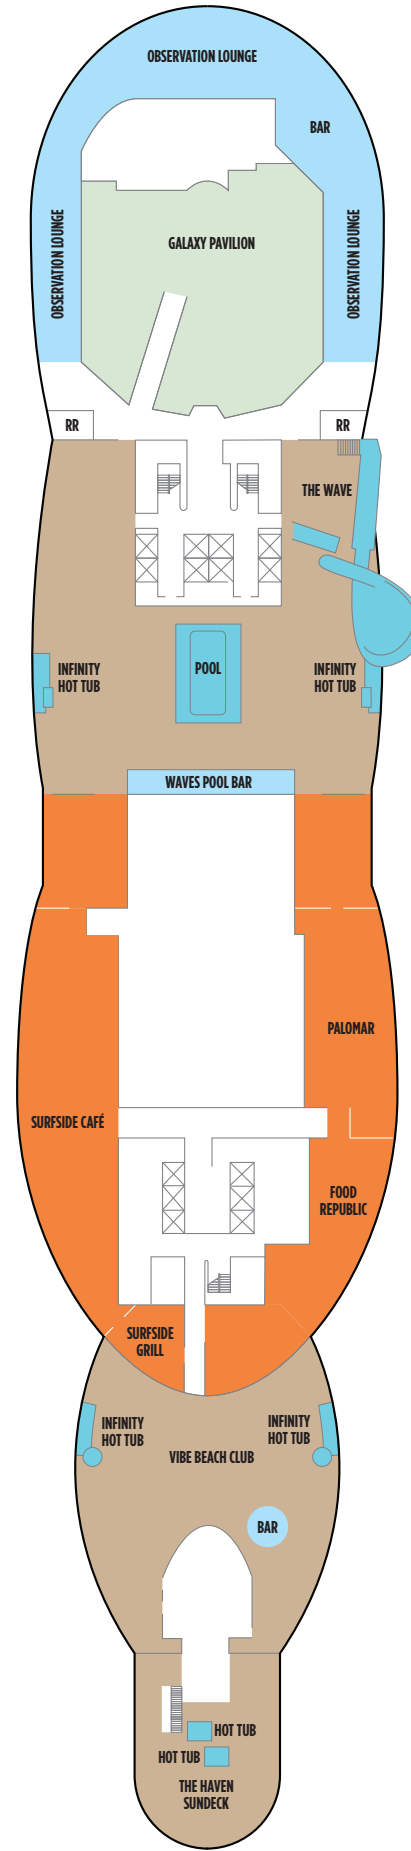 OBSERVATION LOUNGE
BAR
OBSERVATION LOUNGE
GALAXY PAVILION
OBSERVATION LOUNGE
RR
RR
THE WAVE
INFINITY
HOT TUB
POOL
INFINITY
HOT TUB
WAVES POOL BAR
PALOMAR
SURFSIDE CAFÉ
FOOD
REPUBLIC
SURFSIDE
GRILL
INFINITY
HOT TUB
INFINITY
HOT TUB
VIBE BEACH CLUB
BAR
HOT TUB
HOT TUB
THE HAVEN
SUNDECK